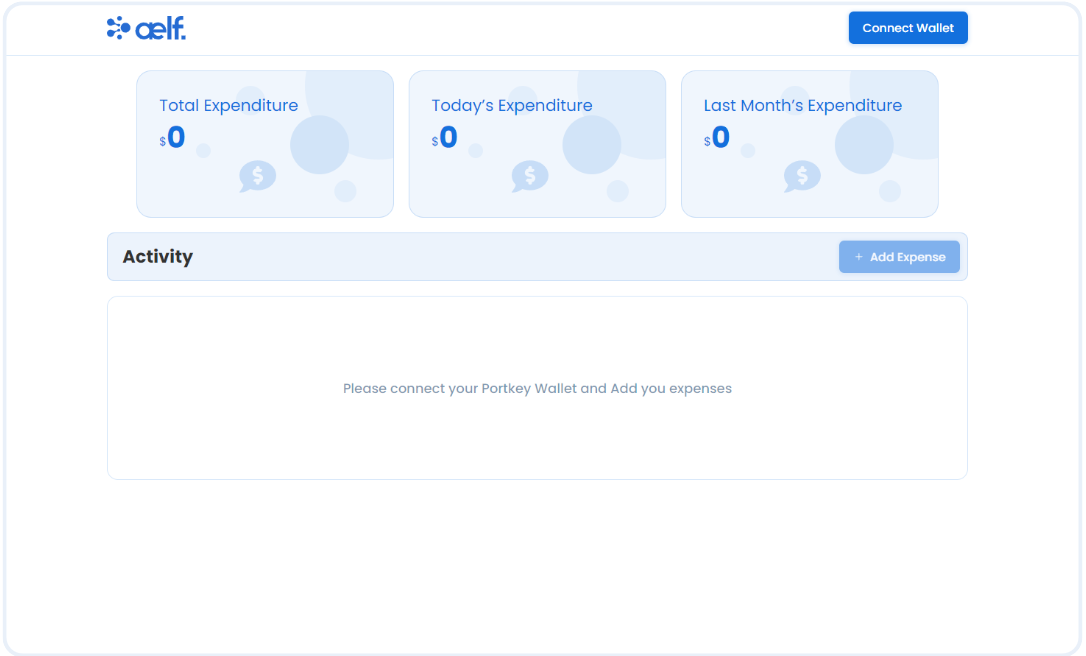 aelf.
Connect Wallet
Total Expenditure
$0
Today’s Expenditure
$0
Last Month’s Expenditure
$0
$
$
$
Activity
+ Add Expense
Please connect your Portkey Wallet and Add you expenses